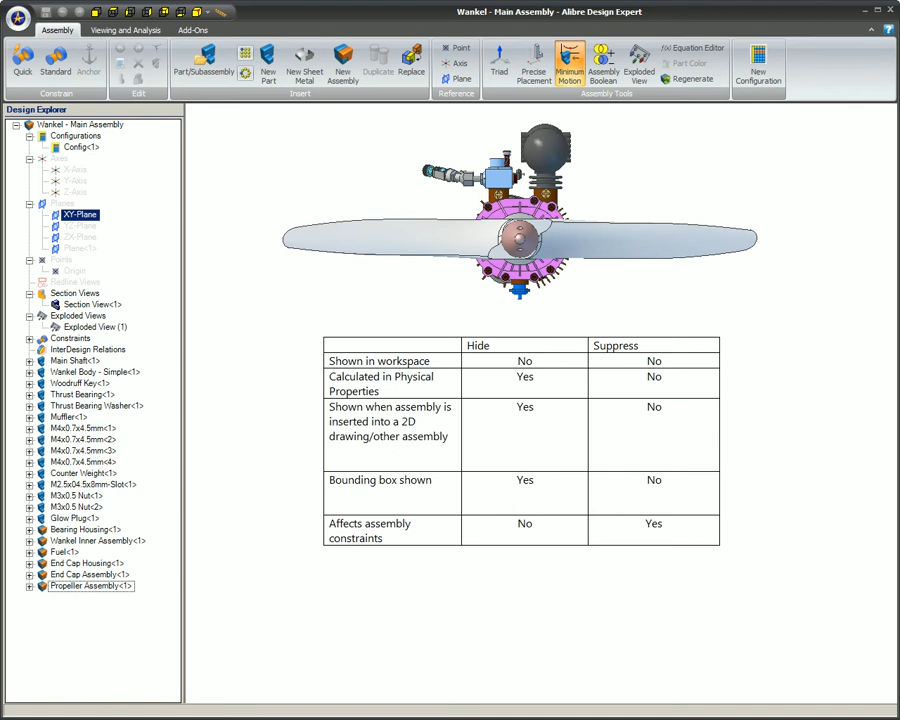 Wankel - Main Assembly - Alibre Design Expert
Assembly Viewing and Analysis Add-Ons
Quick Standard Anchor
Constrain
Edit
Part/Subassembly New Part New Sheet Metal New Assembly Duplicate Replace
Insert
Point
Axis
Plane
Reference
Triad Precise Placement Minimum Motion Assembly Boolean Exploded View
Equation Editor
Part Color
Regenerate
Assembly Tools
New Configuration
Design Explorer
Wankel - Main Assembly
Configurations
Config<1>
Axes
X-Axis
Y-Axis
Z-Axis
Planes
XY-Plane
YZ-Plane
ZX-Plane
Plane<1>
Points
Origin
Redline Views
Section Views
Section View<1>
Exploded Views
Exploded View (1)
Constraints
InterDesign Relations
Main Shaft<1>
Wankel Body - Simple<1>
Woodruff Key<1>
Thrust Bearing<1>
Thrust Bearing Washer<1>
Muffler<1>
M4x0.7x4.5mm<1>
M4x0.7x4.5mm<2>
M4x0.7x4.5mm<3>
M4x0.7x4.5mm<4>
Counter Weight<1>
M2.5x04.5x8mm-Slot<1>
M3x0.5 Nut<1>
M3x0.5 Nut<2>
Glow Plug<1>
Bearing Housing<1>
Wankel Inner Assembly<1>
Fuel<1>
End Cap Housing<1>
End Cap Assembly<1>
Propeller Assembly<1>
Hide Suppress
Shown in workspace No No
Calculated in Physical Yes No
Properties
Shown when assembly is Yes No
inserted into a 2D
drawing/other assembly
Bounding box shown Yes No
Affects assembly No Yes
constraints